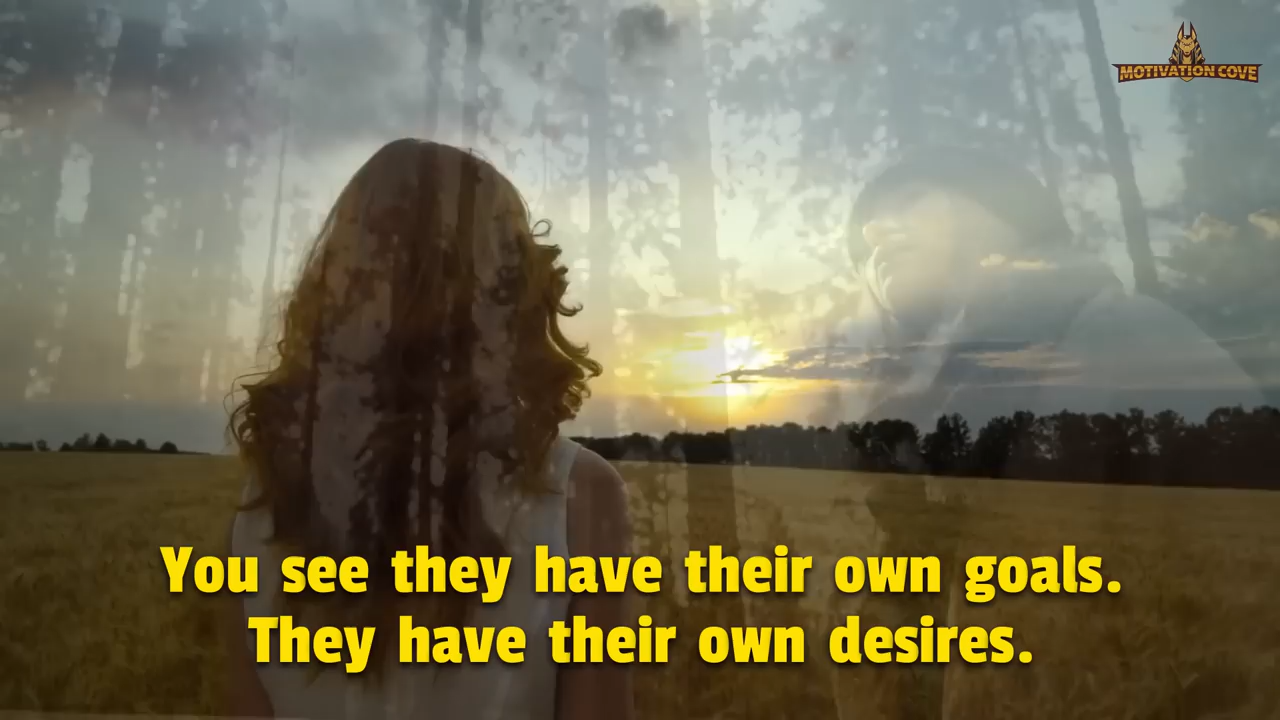 MOTIVATION COVE
You see they have their own goals.
They have their own desires.